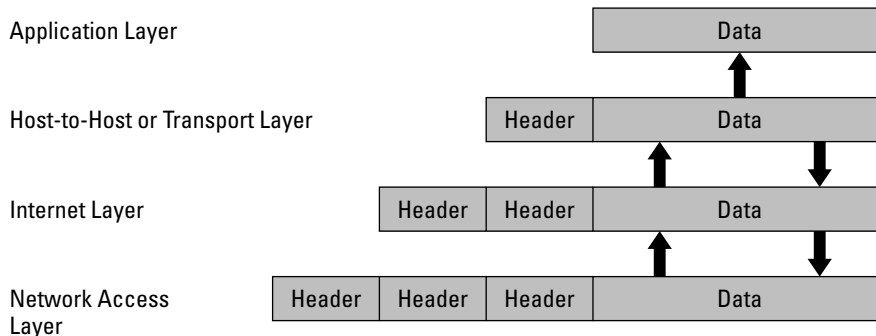 Application Layer
Data
Host-to-Host or Transport Layer
Header Data
Internet Layer
Header Header Data
Network Access
Layer
Header Header Header Data